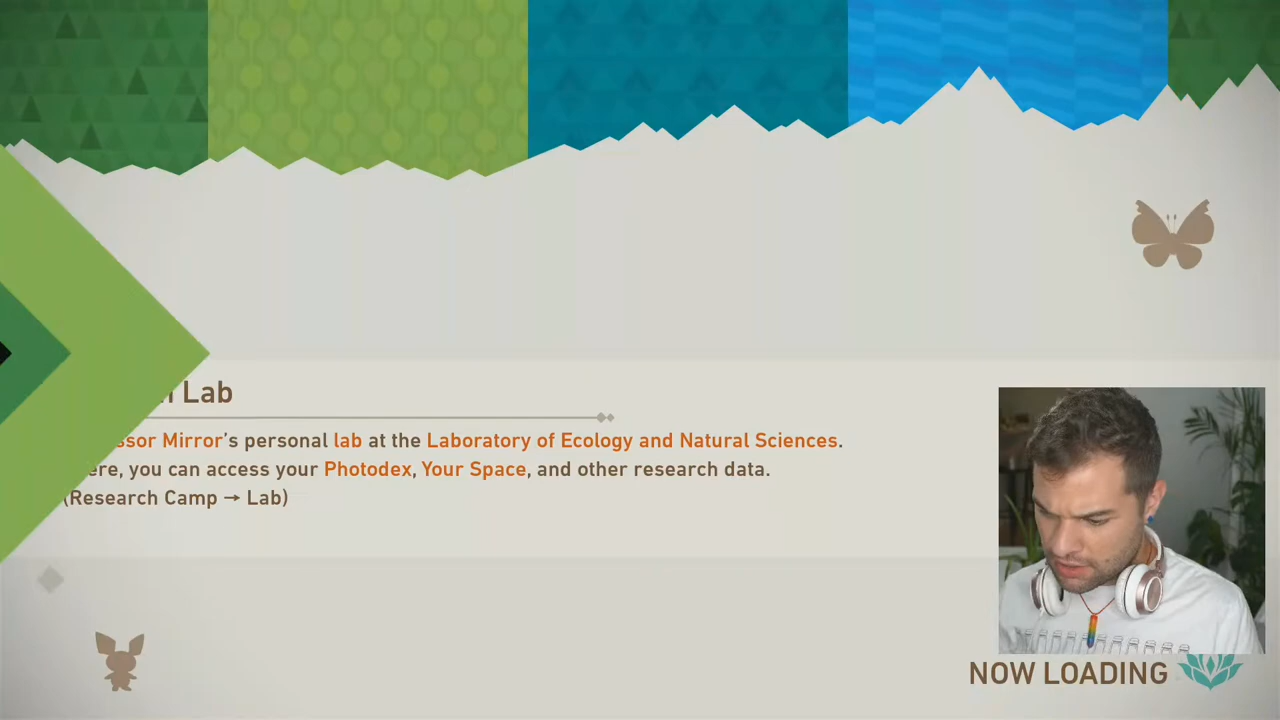 Lab
ssor Mirror's personal lab at the Laboratory of Ecology and Natural Sciences.
ere, you can access your Photodex, Your Space, and other research data.
(Research Camp → Lab)
NOW LOADING